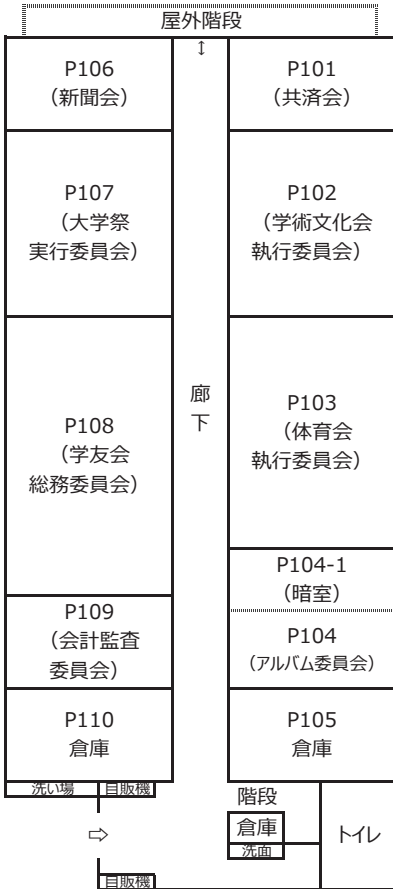 屋外階段
↕
P106
（新聞会）
P101
（共済会）
P107
（大学祭
実行委員会）
P102
（学術文化会
執行委員会）
廊
下
P108
（学友会
総務委員会）
P103
（体育会
執行委員会）
P104-1
（暗室）
P109
（会計監査
委員会）
P104
（アルバム委員会）
P110
倉庫
P105
倉庫
洗い場
自販機
階段
⇨
倉庫
洗面
トイレ
自販機